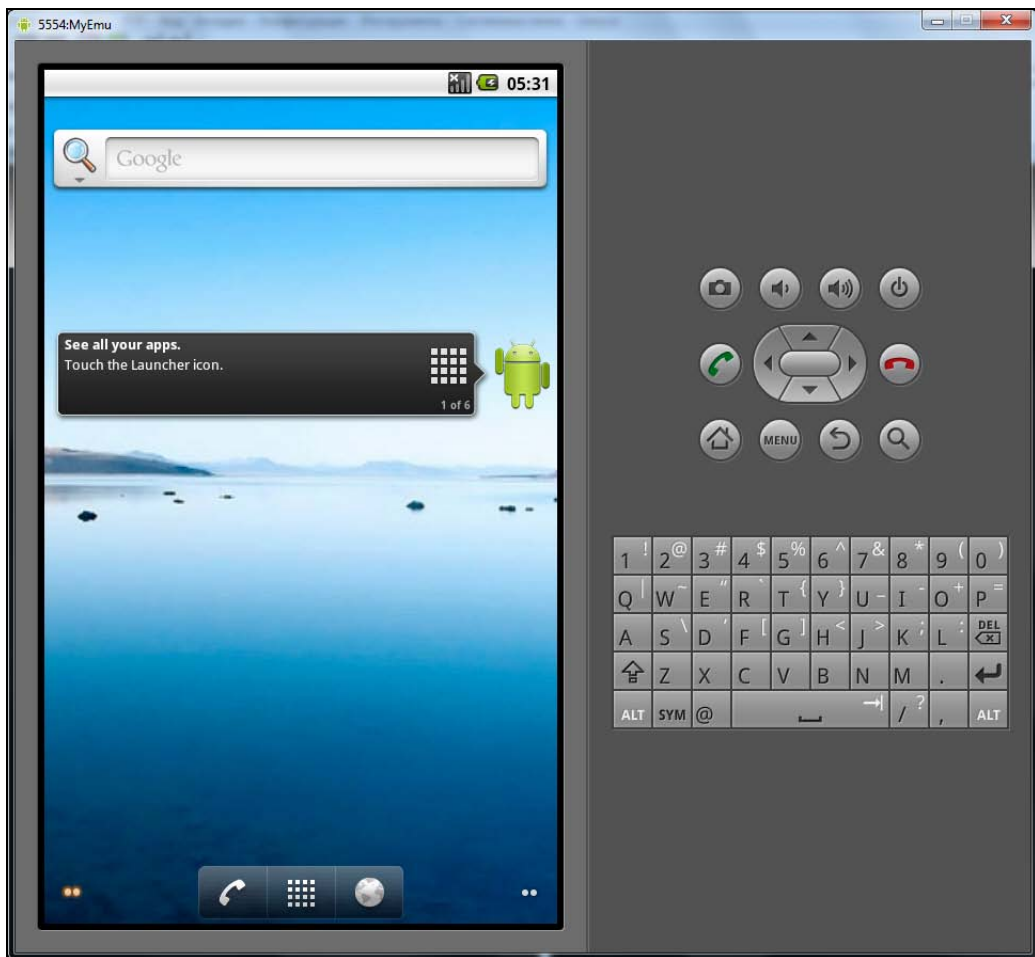 5554:MyEmu
05:31
Google
See all your apps.
Touch the Launcher icon.
1 of 6
MENU
1 ! 2 @ 3 # 4 $ 5 % 6 ^ 7 & 8 * 9 ( 0 )
Q | W ~ E " R ` T { Y } U _ I - O + P =
A S \ D ' F [ G ] H < J > K ; L : DEL
Z X C V B N M .
ALT SYM @ / ? , ALT